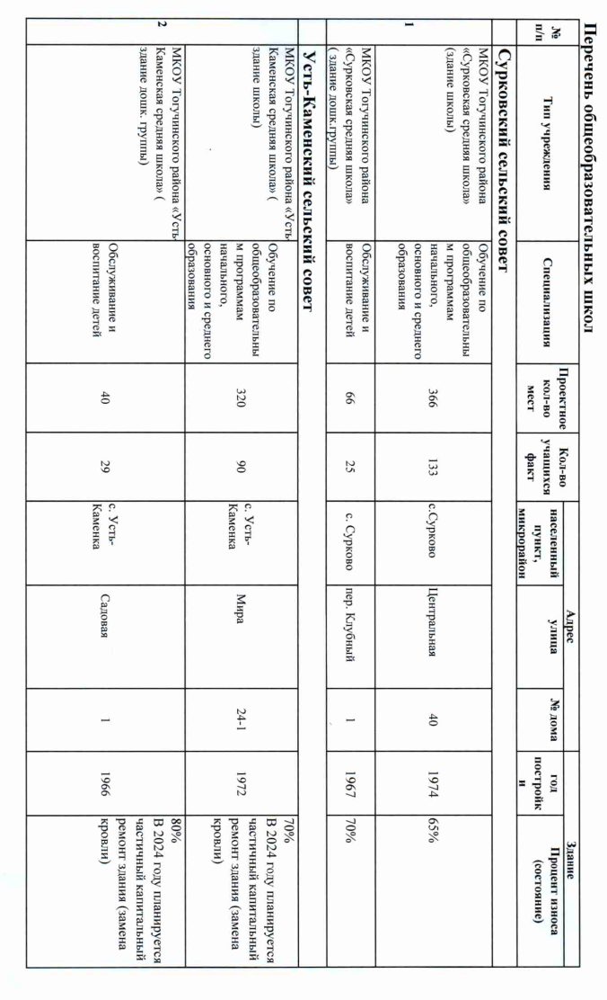 Перечень общеобразовательных школ
№
п/п
Тип учреждения
Специализация
Проектное
кол-во
мест
Кол-во
учащихся
факт
Адрес
населенный
пункт,
микрорайон
улица
№ дома
Здание
год
постройк
и
Процент износа
(состояние)
Сурковский сельский совет
1
МКОУ Тогучинского района
«Сурковская средняя школа»
(здание школы)
Обучение по
общеобразовательны
м программам
начального,
основного и среднего
образования
366
133
с.Сурково
Центральная
40
1974
65%
МКОУ Тогучинского района
«Сурковская средняя школа»
( здание дошк.группы)
Обслуживание и
воспитание детей
66
25
с. Сурково
пер. Клубный
1
1967
70%
Усть-Каменский сельский совет
2
МКОУ Тогучинского района «Усть-
Каменская средняя школа» (
здание школы)
Обучение по
общеобразовательны
м программам
начального,
основного и среднего
образования
320
90
с. Усть-
Каменка
Мира
24-1
1972
70%
В 2024 году планируется
частичный капитальный
ремонт здания (замена
кровли)
МКОУ Тогучинского района «Усть-
Каменская средняя школа» (
здание дошк. группы)
Обслуживание и
воспитание детей
40
29
с. Усть-
Каменка
Садовая
1
1966
80%
В 2024 году планируется
частичный капитальный
ремонт здания (замена
кровли)